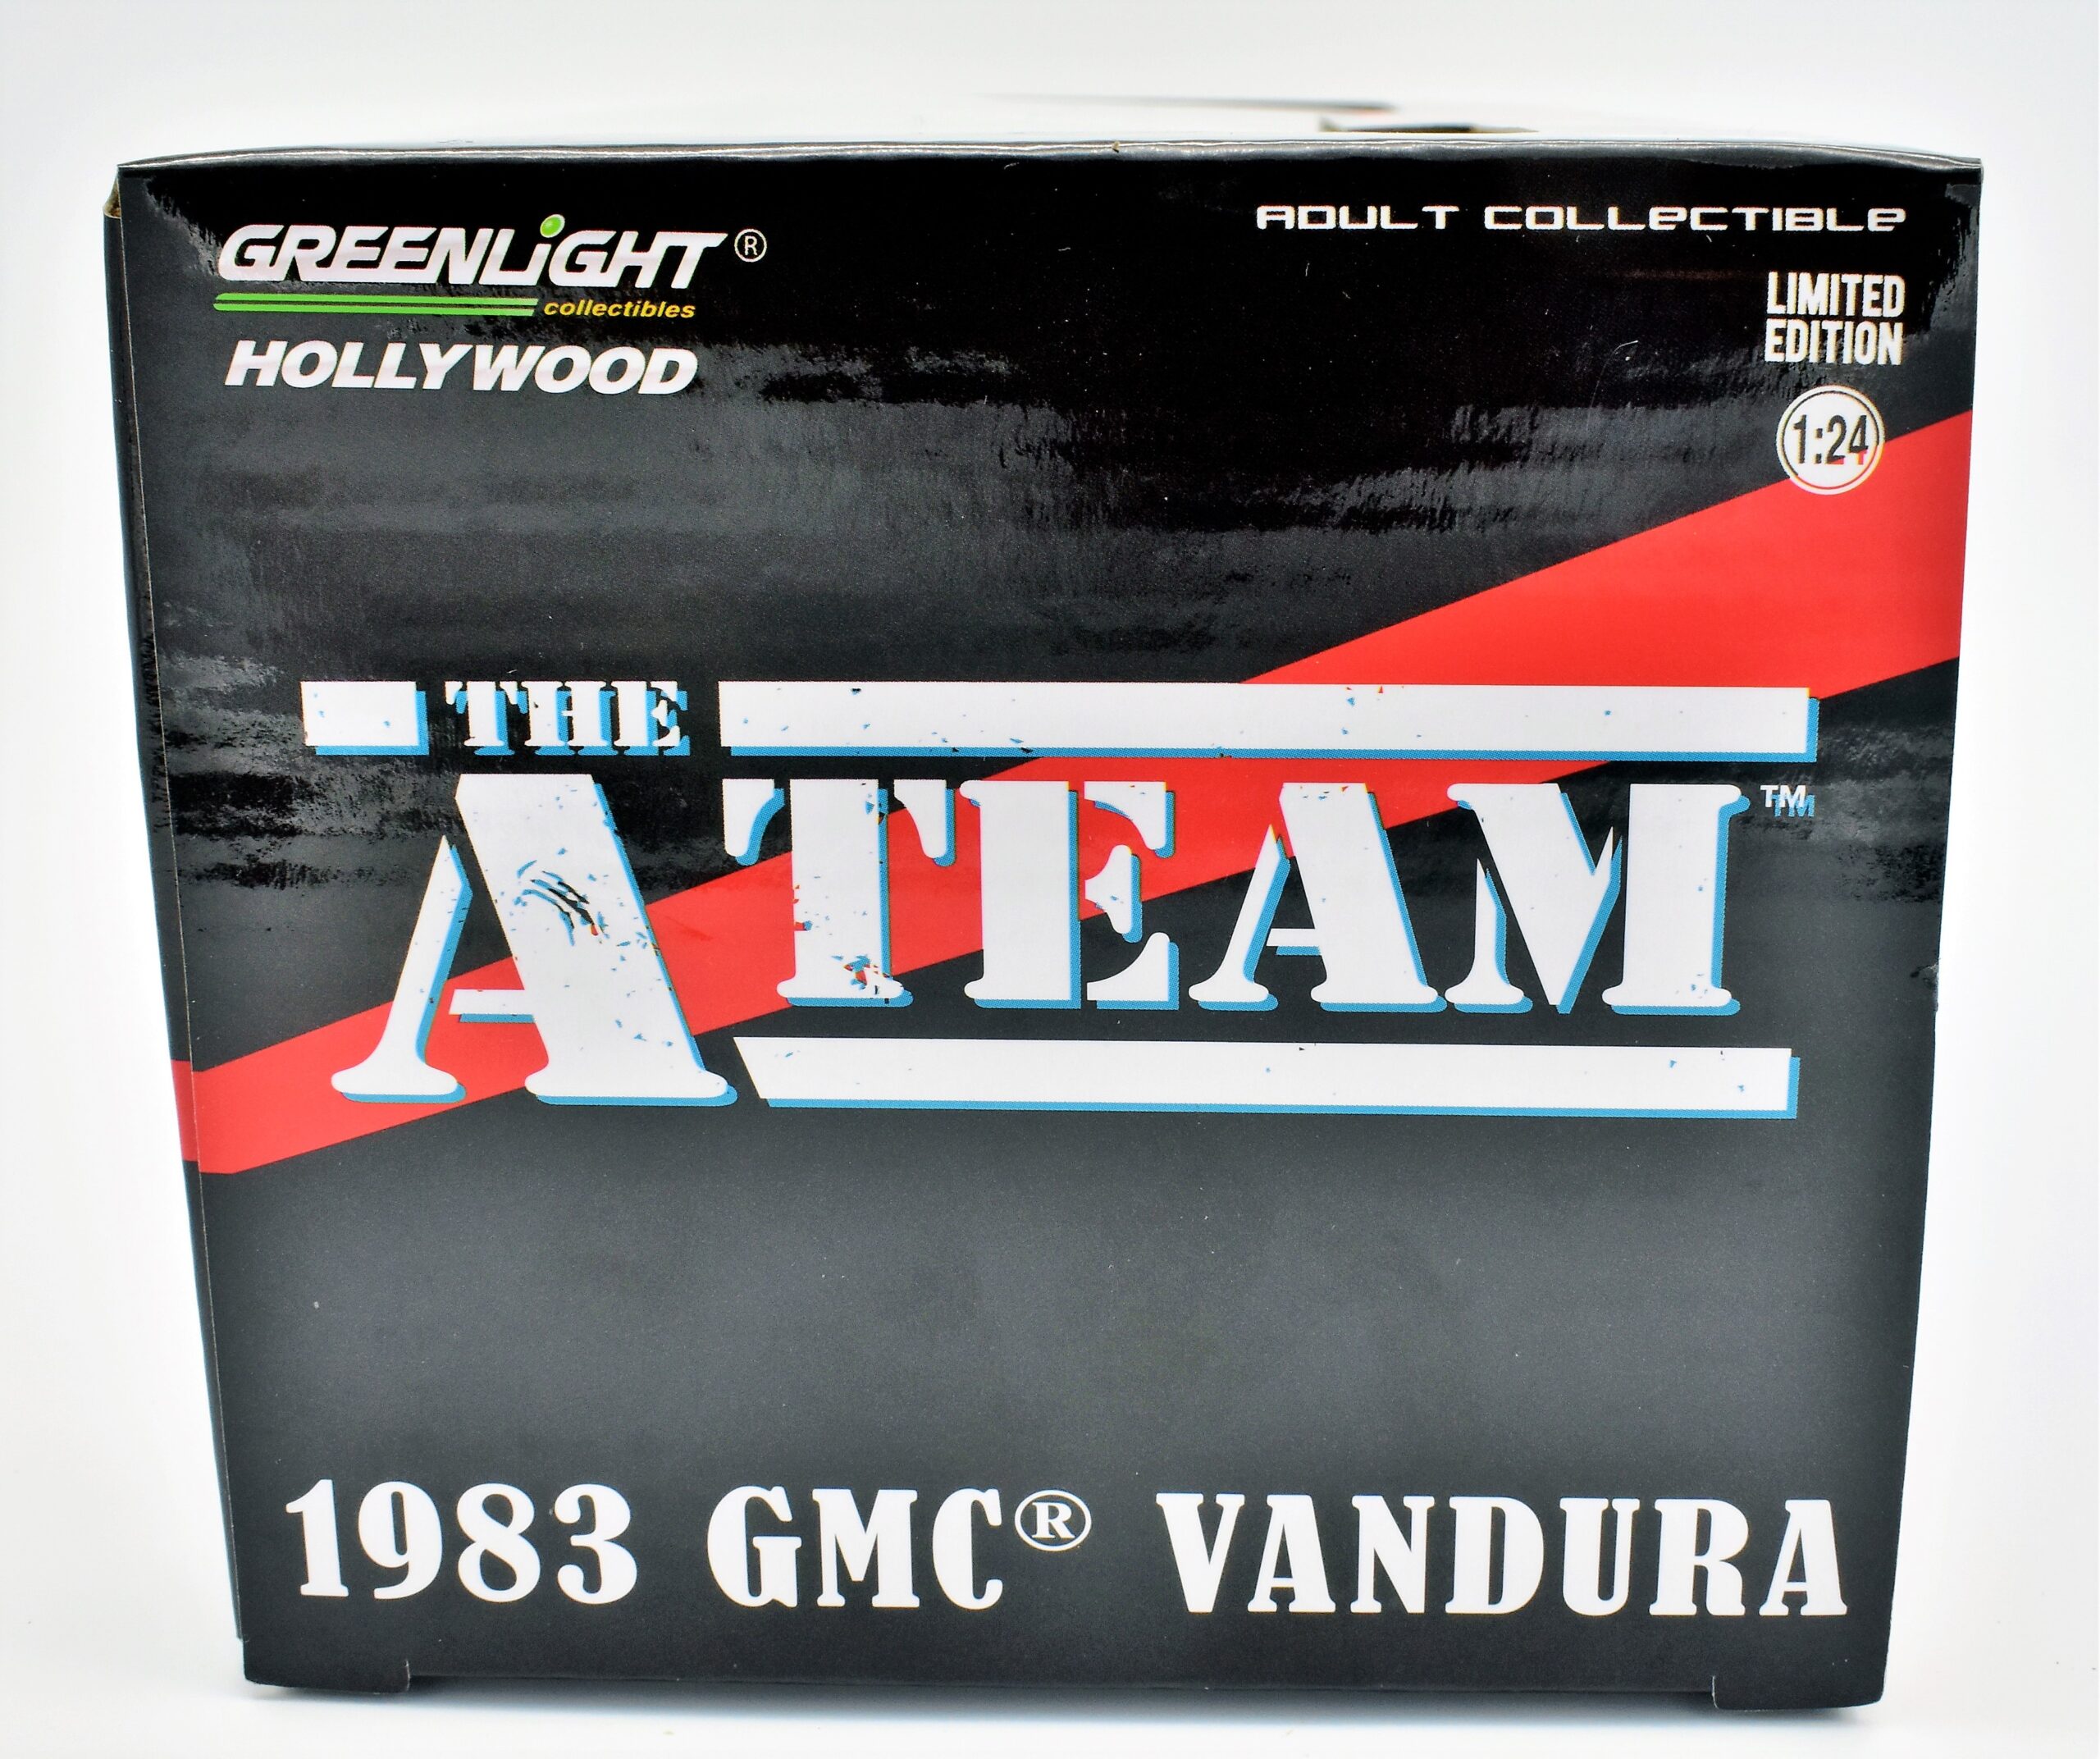 GREENLiGHT®
collectibles
HOLLYWOOD
ADULT COLLECTIBLE
LIMITED
EDITION
1:24
THE
A TEAM™
1983 GMC® VANDURA